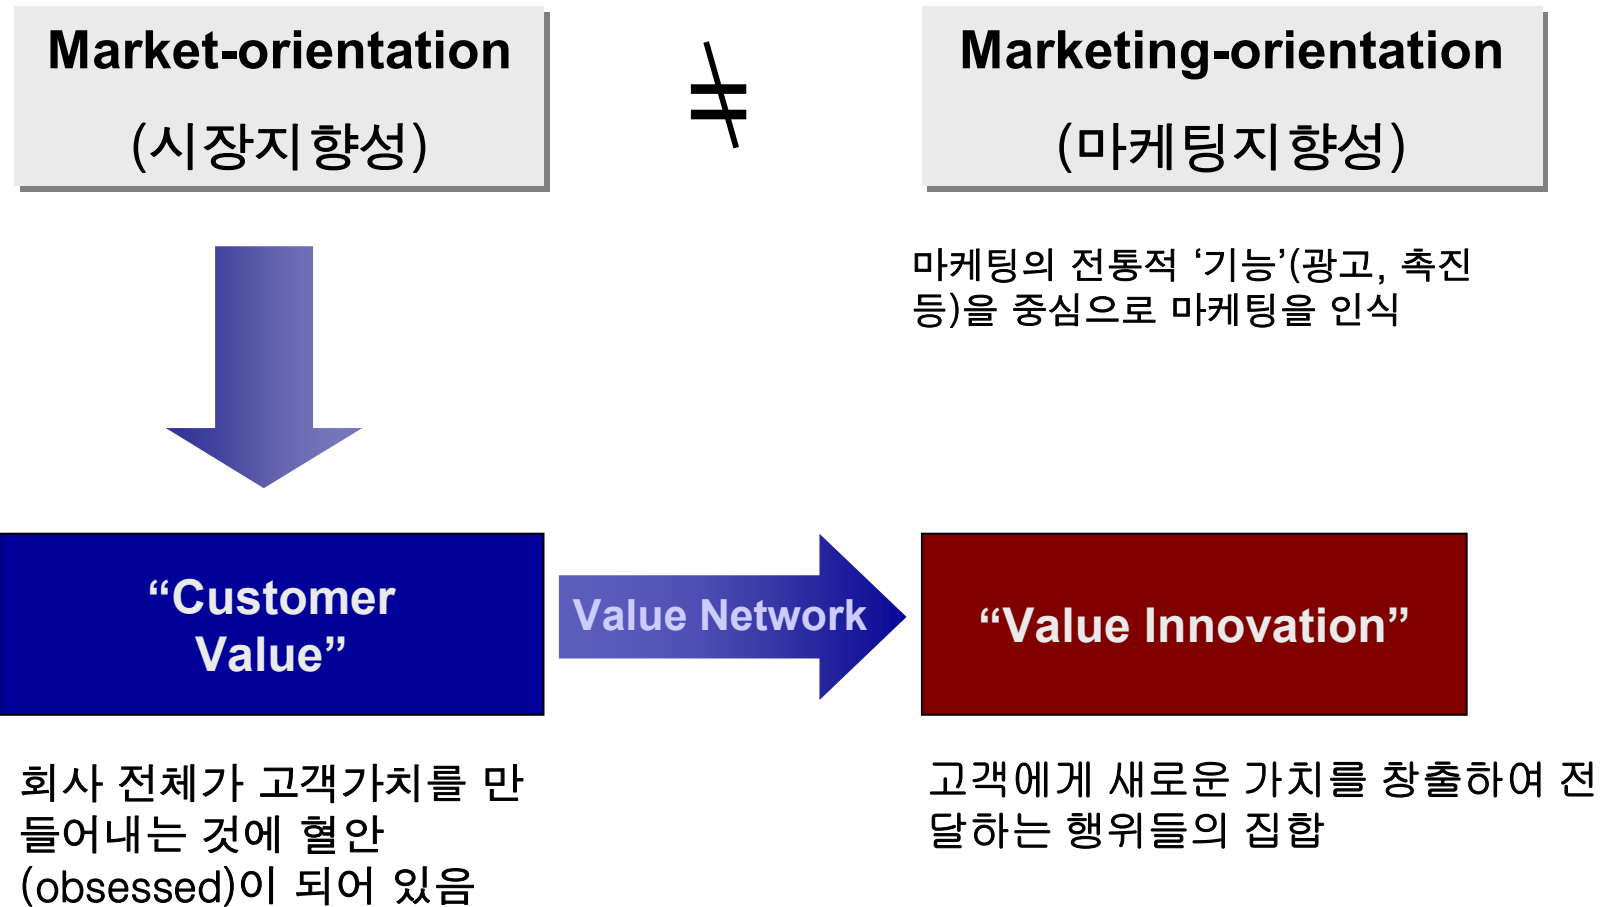 Market-orientation
(시장지향성)
≠
Marketing-orientation
(마케팅지향성)
마케팅의 전통적 ‘기능’(광고, 촉진
등)을 중심으로 마케팅을 인식
“Customer
Value”
Value Network
“Value Innovation”
회사 전체가 고객가치를 만
들어내는 것에 혈안
(obsessed)이 되어 있음
고객에게 새로운 가치를 창출하여 전
달하는 행위들의 집합